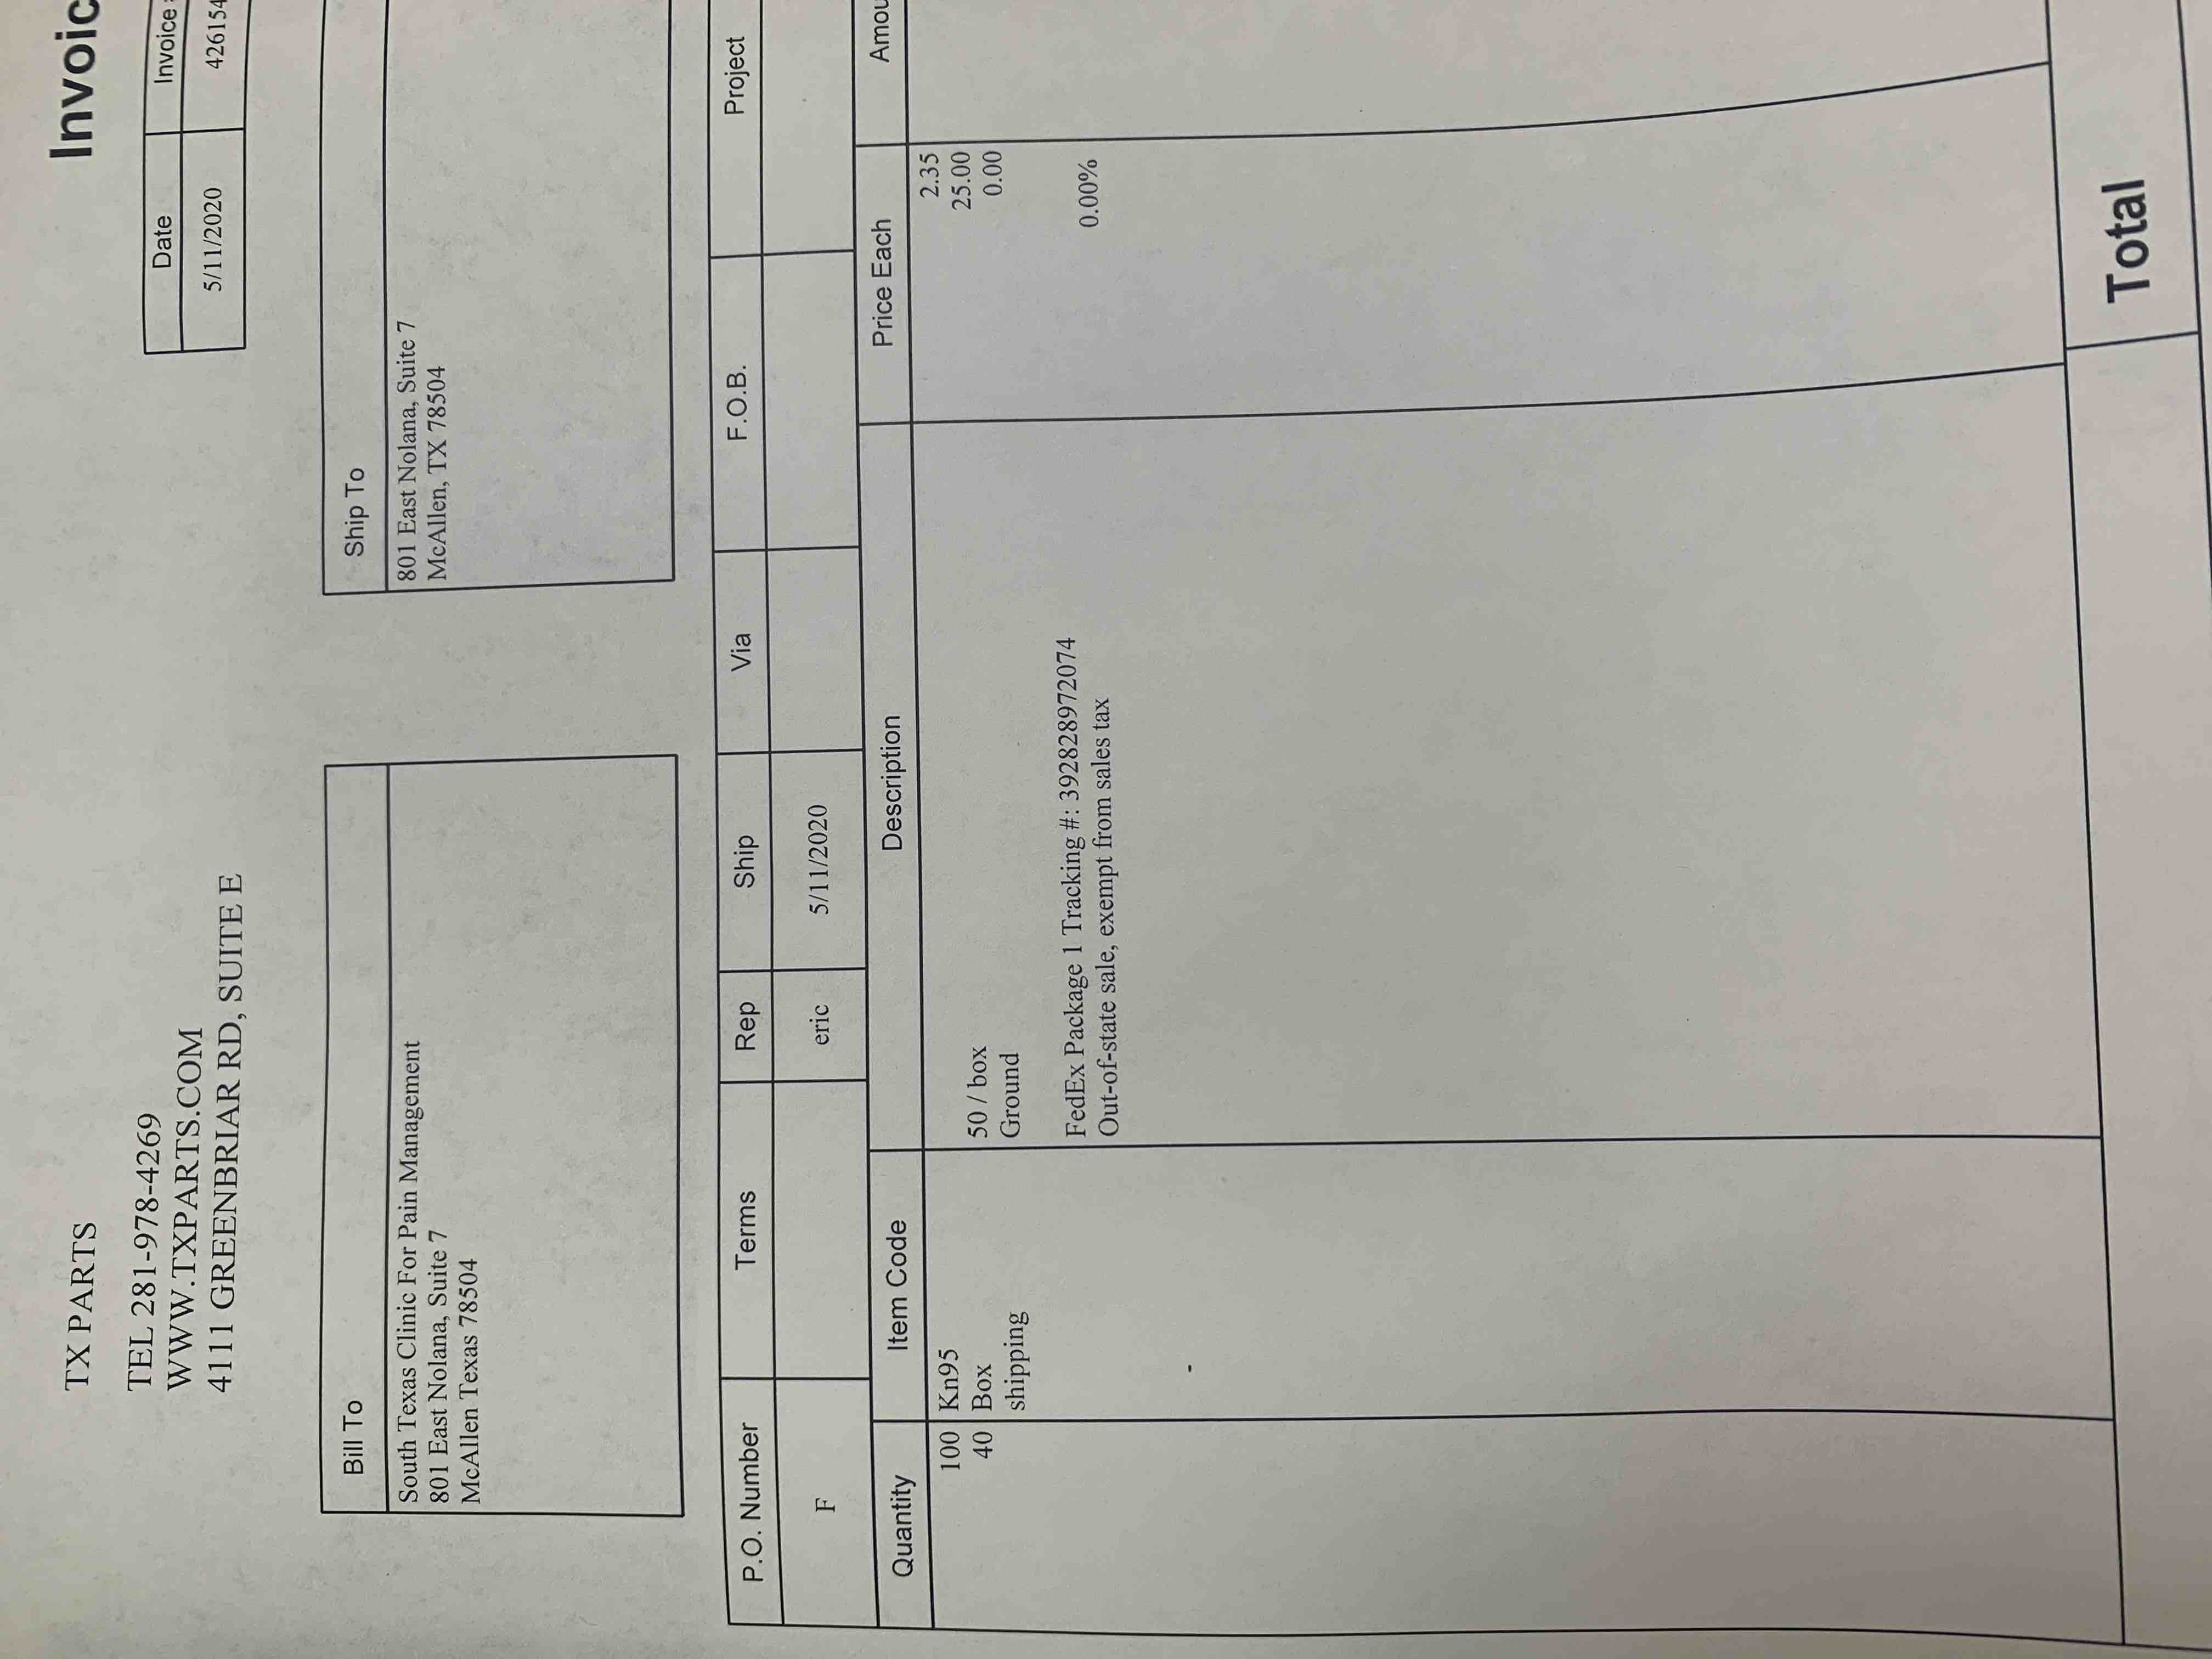 TX PARTS
Invoic
TEL 281-978-4269
WWW.TXPARTS.COM
4111 GREENBRIAR RD, SUITE E
Date Invoice
5/11/2020 426154
Bill To
South Texas Clinic For Pain Management
801 East Nolana, Suite 7
McAllen Texas 78504
Ship To
801 East Nolana, Suite 7
McAllen, TX 78504
P.O. Number Terms Rep Ship Via F.O.B. Project
F eric 5/11/2020
Quantity Item Code Description Price Each Amou
100 Kn95 2.35
40 Box 50 / box 25.00
shipping Ground 0.00
FedEx Package 1 Tracking #: 392828972074
Out-of-state sale, exempt from sales tax 0.00%
Total